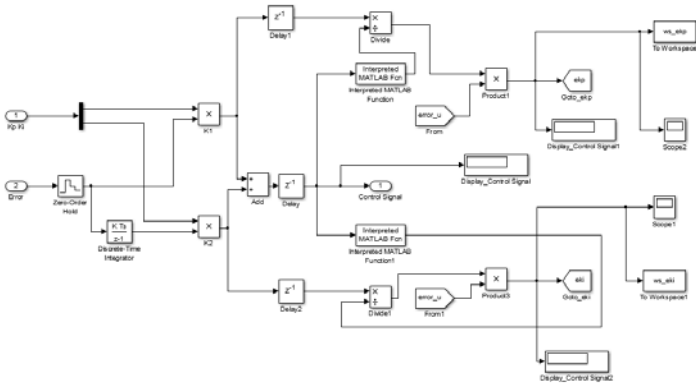 z-1
Delay1
×
÷
Divide
ws_ekp
To Workspace
Interpreted
MATLAB Fcn
Interpreted MATLAB
Function
×
Product1
ekp
Goto_ekp
1
Kp Ki
×
K1
error_u
From
Display_Control Signal1
Scope2
2
Error
Zero-Order
Hold
+
+
Add
z-1
Delay
Display_Control Signal
1
Control Signal
K Ts
z-1
Discrete-Time
Integrator
×
K2
Interpreted
MATLAB Fcn
Interpreted MATLAB
Function1
Scope1
z-1
Delay2
×
÷
Divide1
error_u
From1
×
Product3
eki
Goto_eki
ws_eki
To Workspace1
Display_Control Signal2